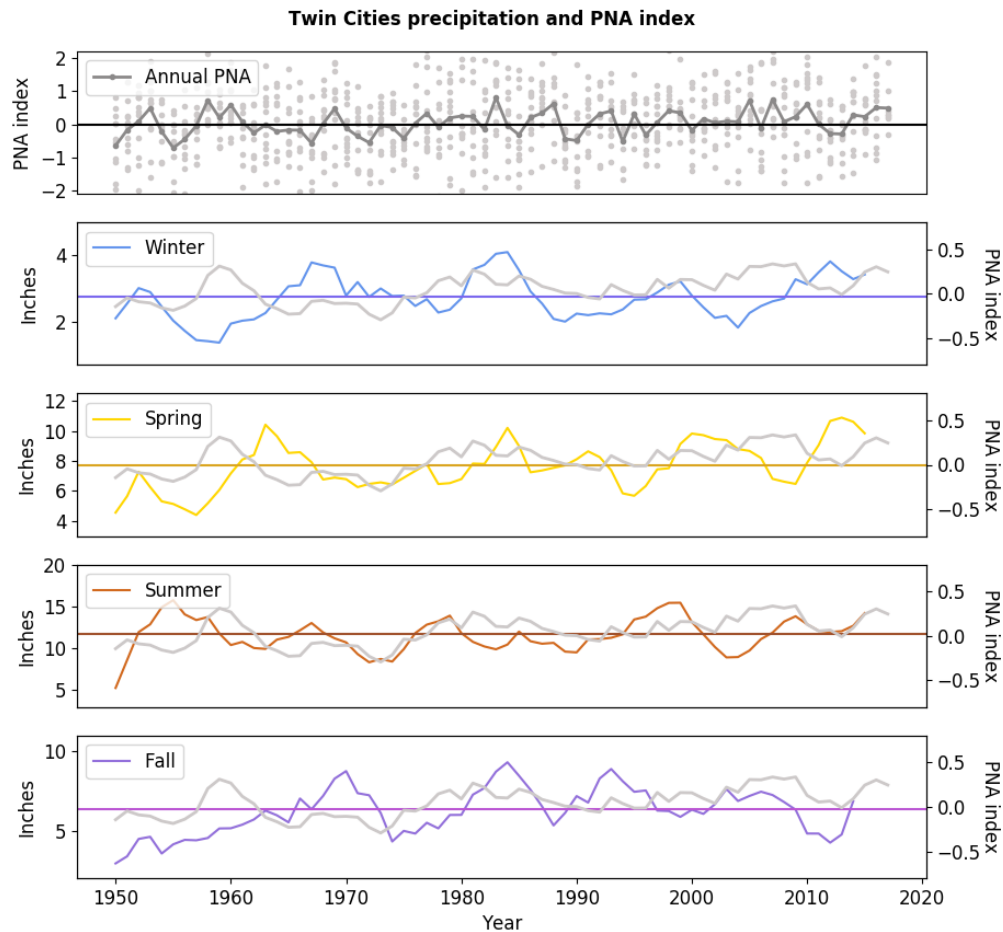 Twin Cities precipitation and PNA index
2
1
0
−1
−2
PNA index
Annual PNA
4
2
Inches
Winter
0.5
0.0
−0.5
PNA index
12
10
8
6
4
Inches
Spring
0.5
0.0
−0.5
PNA index
20
15
10
5
Inches
Summer
0.5
0.0
−0.5
PNA index
10
5
Inches
Fall
0.5
0.0
−0.5
PNA index
1950 1960 1970 1980 1990 2000 2010 2020
Year